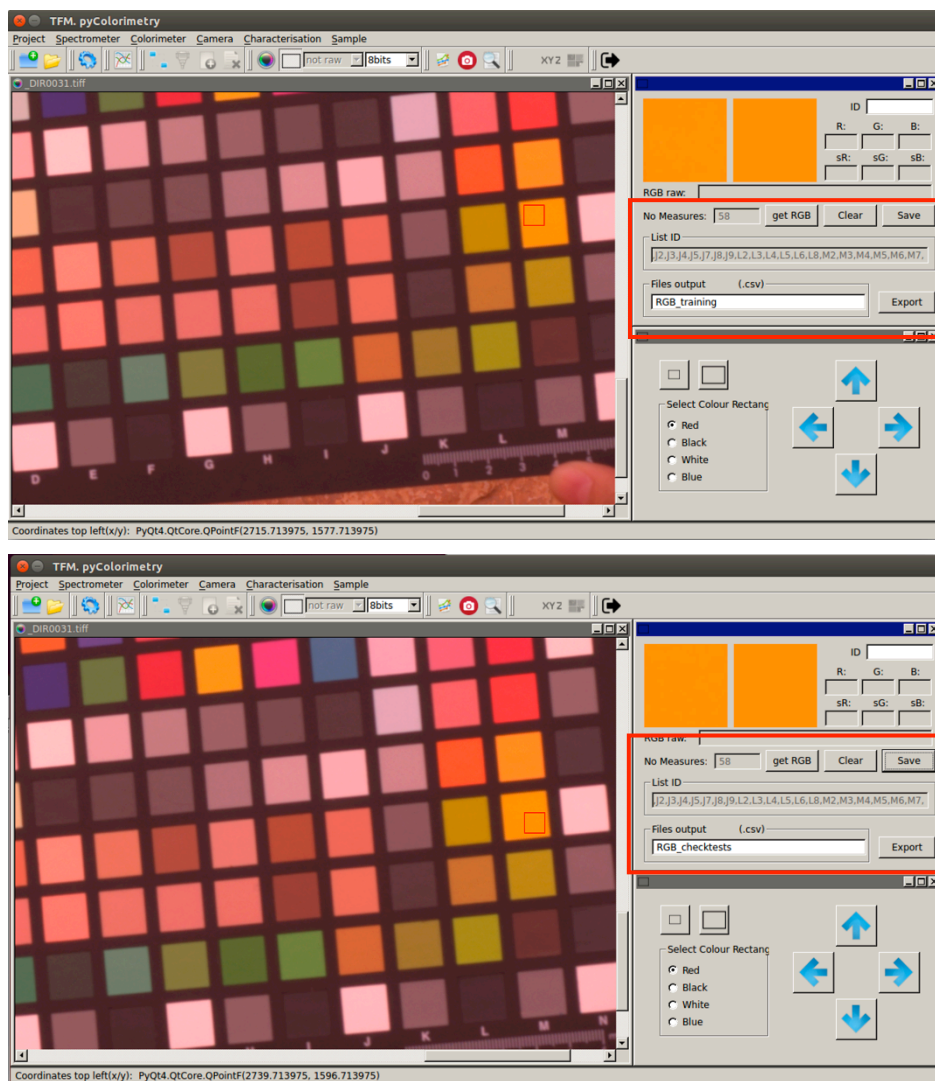 TFM. pyColorimetry
Project Spectrometer Colorimeter Camera Characterisation Sample
not raw 8bits XYZ
_DIR0031.tiff
ID
R: G: B:
sR: sG: sB:
RGB raw:
No Measures: 58 get RGB Clear Save
List ID
,J2,J3,J4,J5,J7,J8,J9,L2,L3,L4,L5,L6,L8,M2,M3,M4,M5,M6,M7,
Files output (.csv)
RGB_training Export
Select Colour Rectang
Red
Black
White
Blue
D E F G H I J K L M
0 1 2 3 4
Coordinates top left(x/y): PyQt4.QtCore.QPointF(2715.713975, 1577.713975)
TFM. pyColorimetry
Project Spectrometer Colorimeter Camera Characterisation Sample
not raw 8bits XYZ
_DIR0031.tiff
ID
R: G: B:
sR: sG: sB:
RGB raw:
No Measures: 58 get RGB Clear Save
List ID
,J2,J3,J4,J5,J7,J8,J9,L2,L3,L4,L5,L6,L8,M2,M3,M4,M5,M6,M7,
Files output (.csv)
RGB_checktests Export
Select Colour Rectang
Red
Black
White
Blue
J K L M N
Coordinates top left(x/y): PyQt4.QtCore.QPointF(2739.713975, 1596.713975)